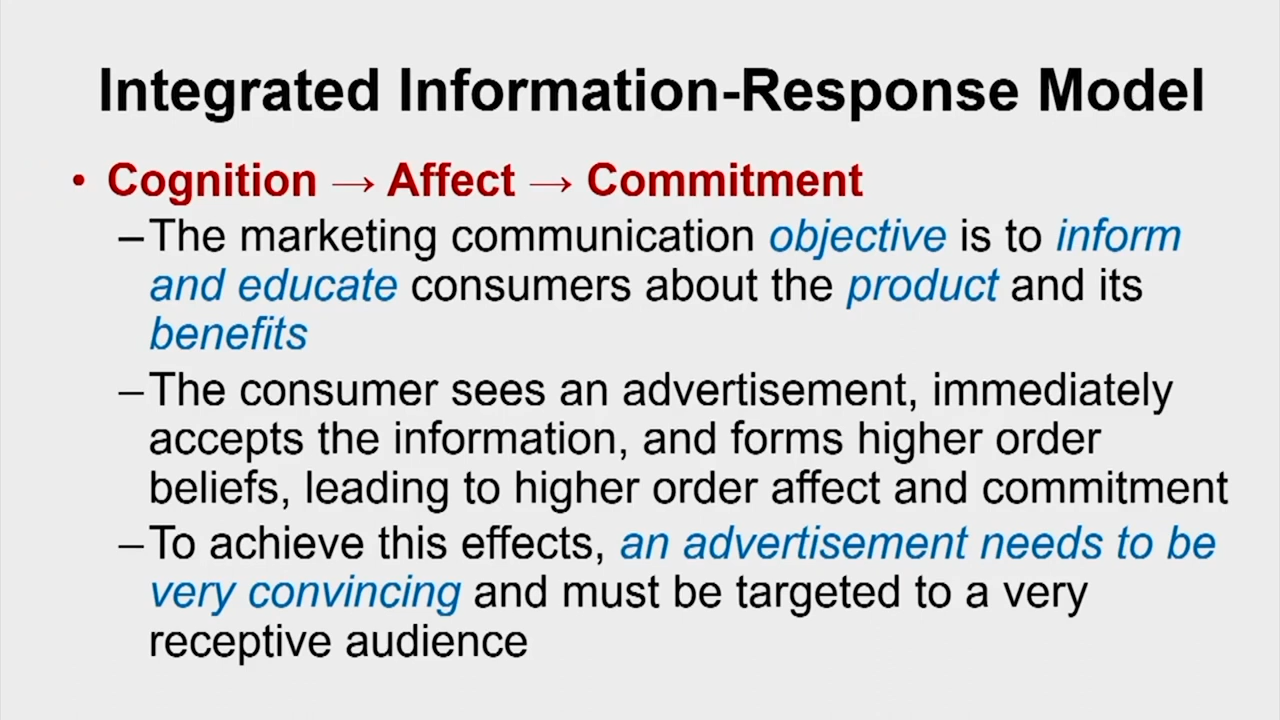 Integrated Information-Response Model
• Cognition → Affect → Commitment
–The marketing communication objective is to inform
and educate consumers about the product and its
benefits
–The consumer sees an advertisement, immediately
accepts the information, and forms higher order
beliefs, leading to higher order affect and commitment
–To achieve this effects, an advertisement needs to be
very convincing and must be targeted to a very
receptive audience